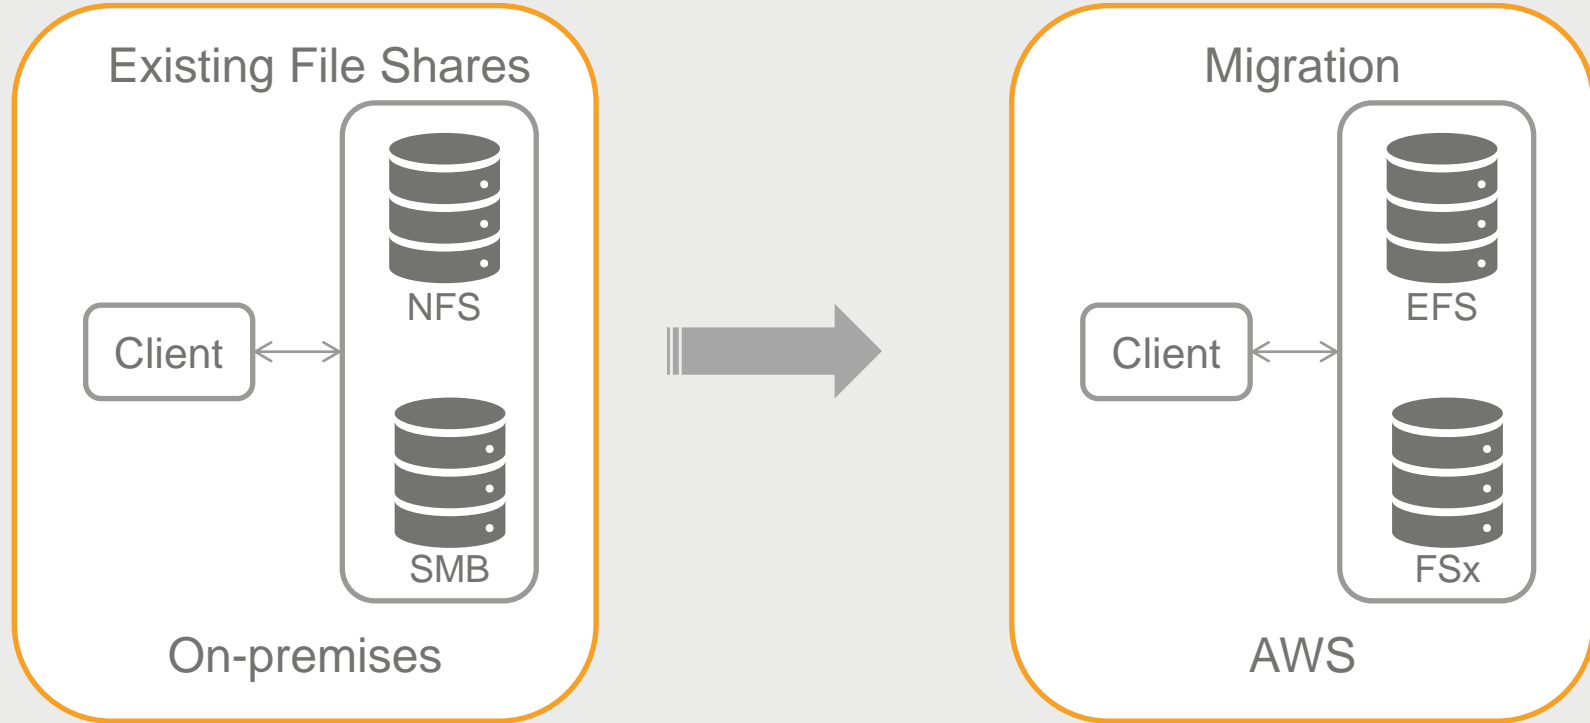 Existing File Shares
NFS
Client
SMB
On-premises
Migration
EFS
Client
FSx
AWS